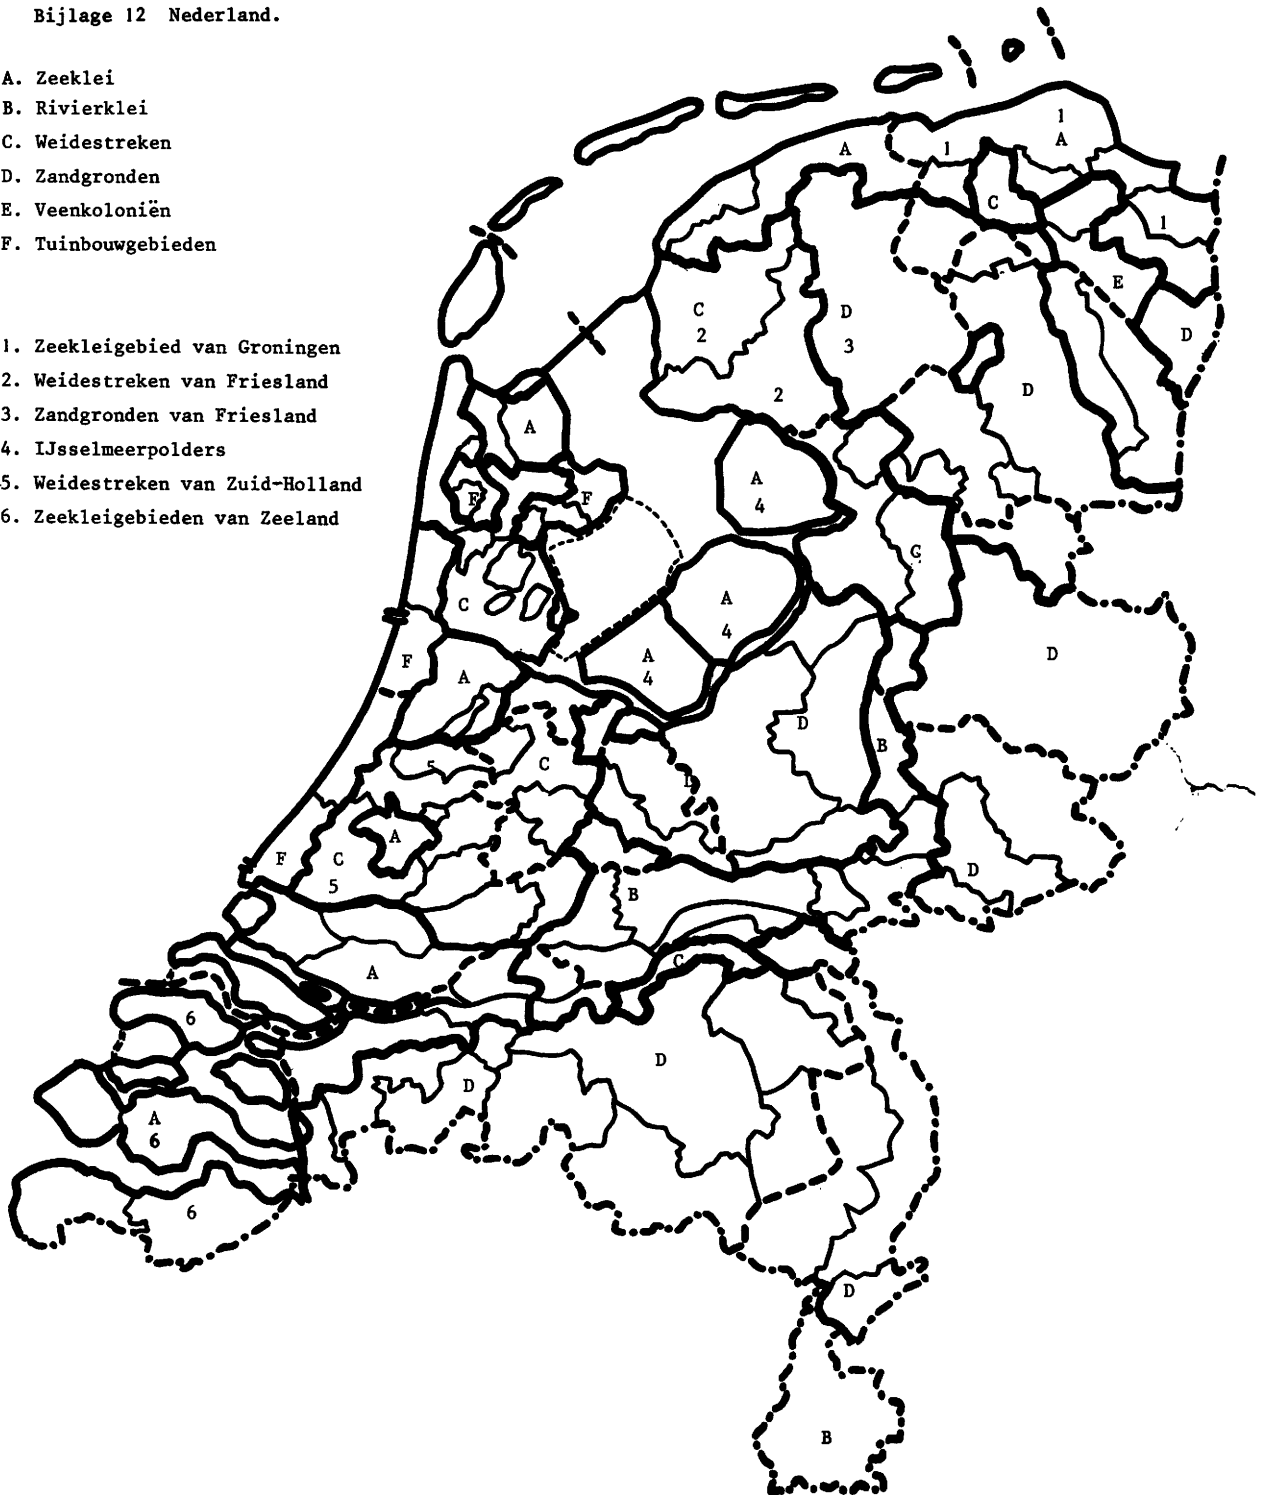 Bijlage 12 Nederland.
A. Zeeklei
B. Rivierklei
C. Weidestreken
D. Zandgronden
E. Veenkoloniën
F. Tuinbouwgebieden
1. Zeekleigebied van Groningen
2. Weidestreken van Friesland
3. Zandgronden van Friesland
4. IJsselmeerpolders
5. Weidestreken van Zuid-Holland
6. Zeekleigebieden van Zeeland
1
A
A
1
C
1
E
C
2
D
3
D
D
2
A
A
4
F
F
C
A
4
C
A
4
F
A
D
D
B
5
C
A
F
C
5
D
B
C
A
6
D
D
A
6
6
D
B